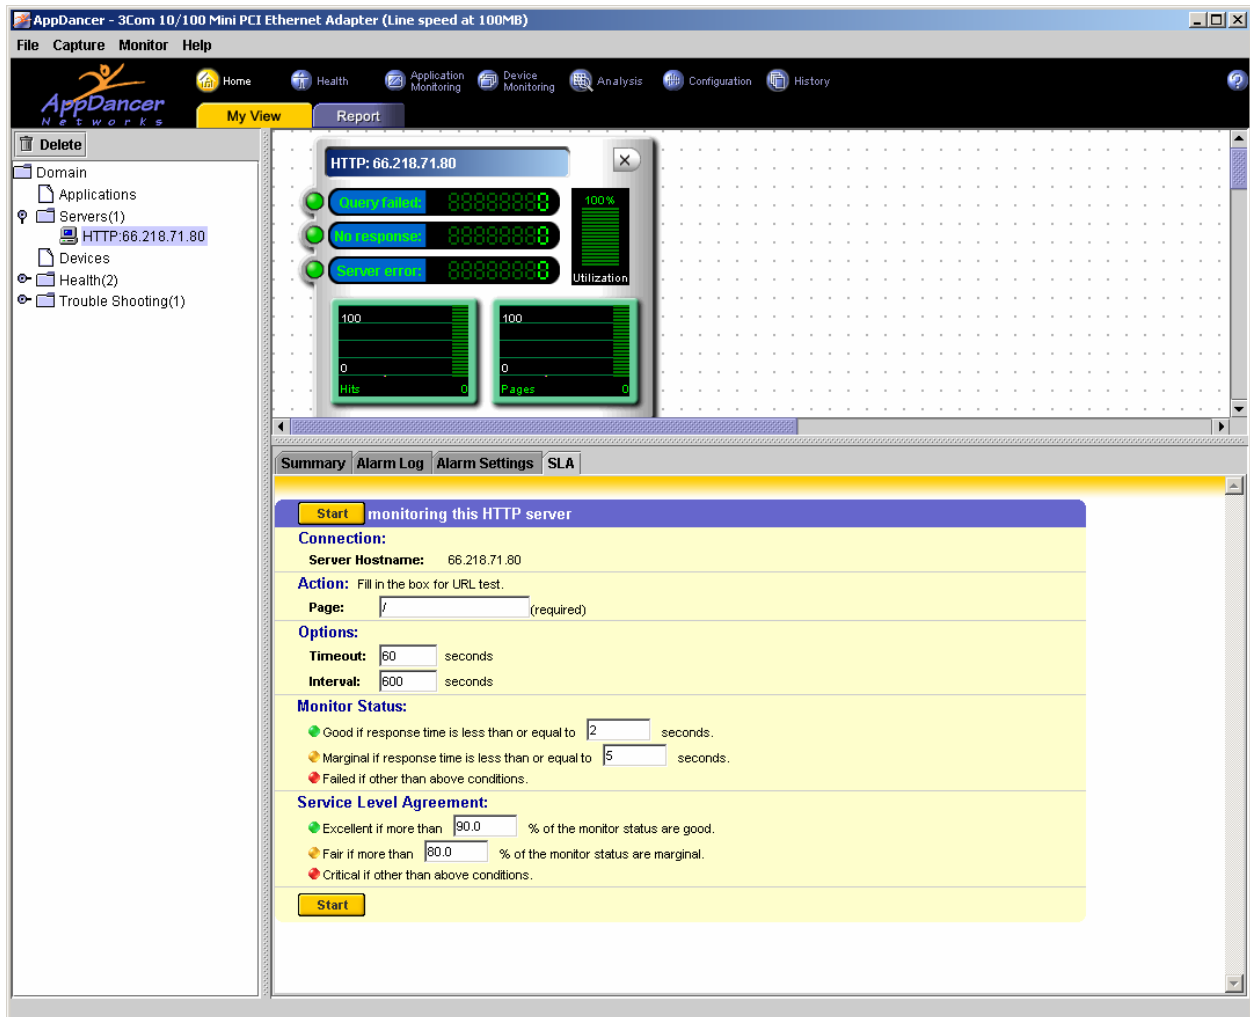 AppDancer - 3Com 10/100 Mini PCI Ethernet Adapter (Line speed at 100MB)
File Capture Monitor Help
AppDancer
Networks
Home
Health
Application Monitoring
Device Monitoring
Analysis
Configuration
History
?
My View
Report
Delete
Domain
Applications
Servers(1)
HTTP:66.218.71.80
Devices
Health(2)
Trouble Shooting(1)
HTTP: 66.218.71.80
Query failed: 0
No response: 0
Server error: 0
100%
Utilization
100
0
Hits 0
100
0
Pages 0
Summary Alarm Log Alarm Settings SLA
Start monitoring this HTTP server
Connection:
Server Hostname: 66.218.71.80
Action: Fill in the box for URL test.
Page: / (required)
Options:
Timeout: 60 seconds
Interval: 600 seconds
Monitor Status:
Good if response time is less than or equal to 2 seconds.
Marginal if response time is less than or equal to 5 seconds.
Failed if other than above conditions.
Service Level Agreement:
Excellent if more than 90.0 % of the monitor status are good.
Fair if more than 80.0 % of the monitor status are marginal.
Critical if other than above conditions.
Start